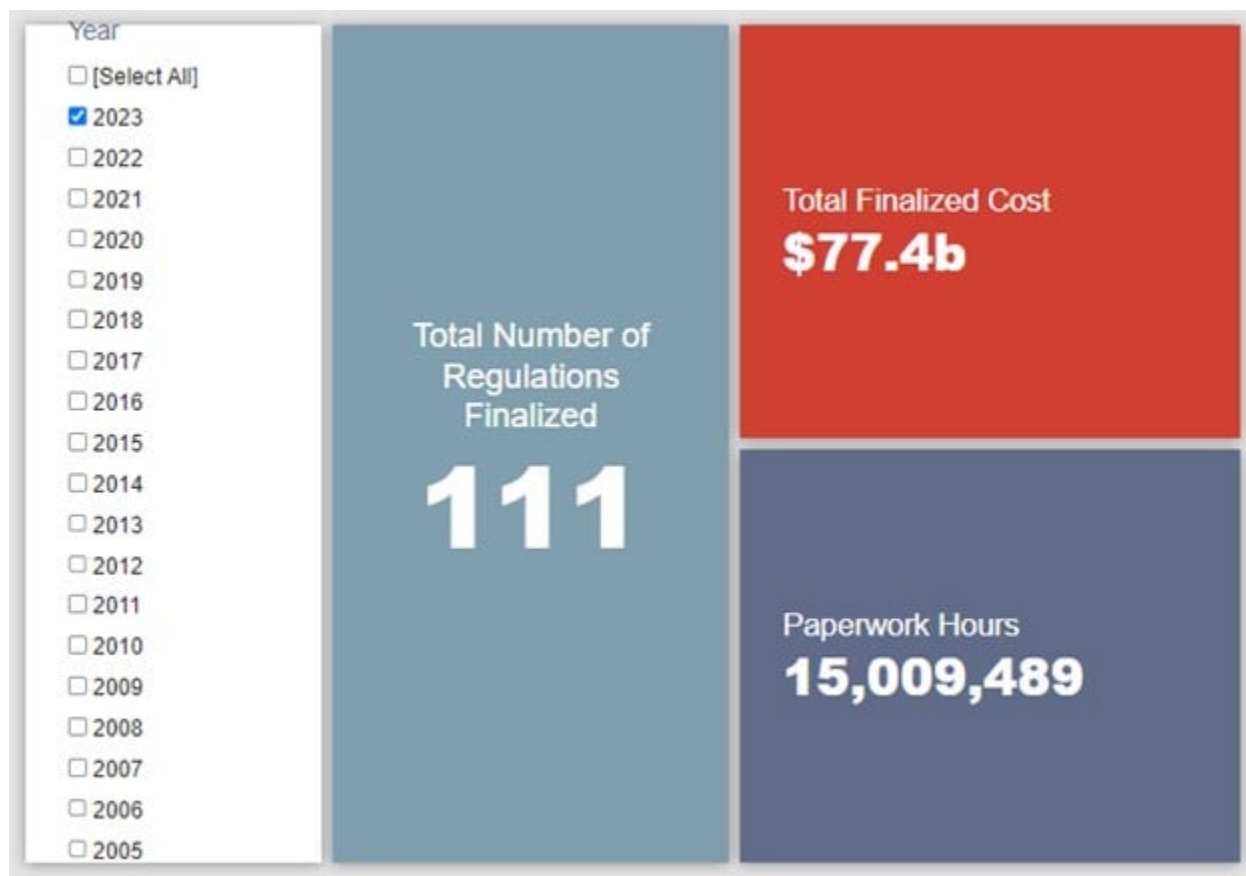 Year
[Select All]
2023
2022
2021
2020
2019
2018
2017
2016
2015
2014
2013
2012
2011
2010
2009
2008
2007
2006
2005
Total Number of
Regulations
Finalized
111
Total Finalized Cost
$77.4b
Paperwork Hours
15,009,489